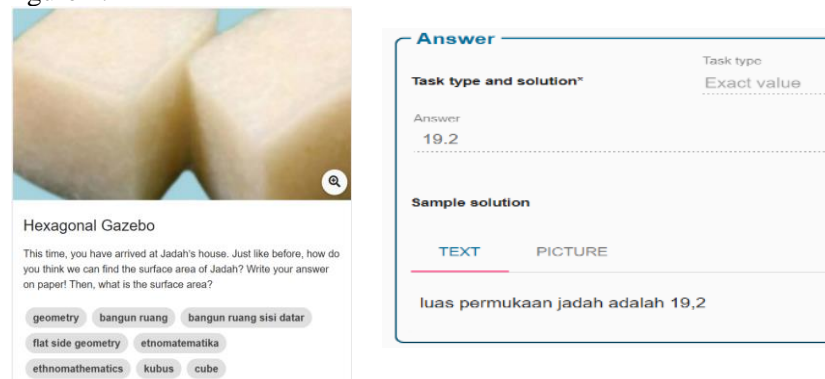 Hexagonal Gazebo
This time, you have arrived at Jadah's house. Just like before, how do
you think we can find the surface area of Jadah? Write your answer
on paper! Then, what is the surface area?
geometry bangun ruang bangun ruang sisi datar
flat side geometry etnomatematika
ethnomathematics kubus cube
Answer
Task type
Task type and solution*
Exact value
Answer
19.2
Sample solution
TEXT PICTURE
luas permukaan jadah adalah 19,2